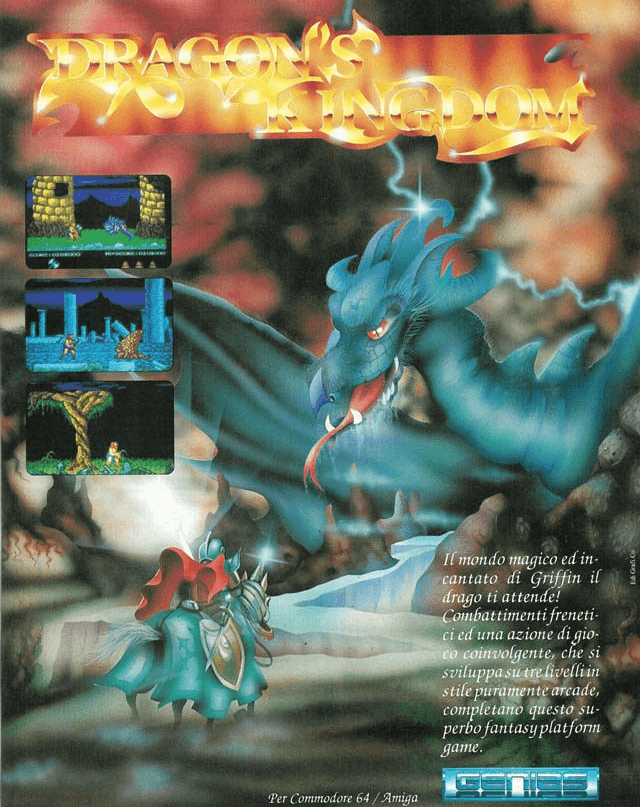 DRAGON'S
KINGDOM
Il mondo magico ed in-
cantato di Griffin il
drago ti attende!
Combattimenti freneti-
ci ed una azione di gio-
co coinvolgente, che si
sviluppa su tre livelli in
stile puramente arcade,
completano questo su-
perbo fantasy platform
game.
GENIAS
Per Commodore 64 / Amiga